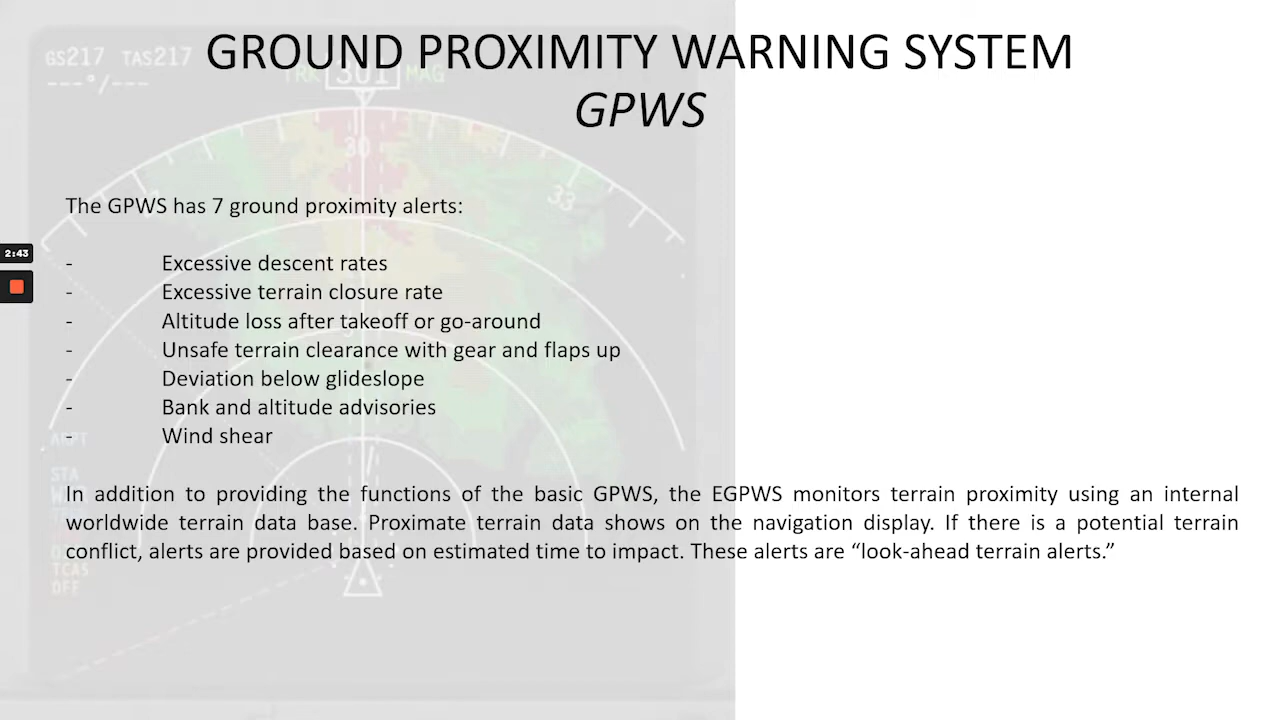 GROUND PROXIMITY WARNING SYSTEM
GPWS
GS217 TAS217
---°/---
TRK 301 MAG
30
33
The GPWS has 7 ground proximity alerts:
2:43
- Excessive descent rates
- Excessive terrain closure rate
- Altitude loss after takeoff or go-around
- Unsafe terrain clearance with gear and flaps up
- Deviation below glideslope
- Bank and altitude advisories
- Wind shear
ARPT
STA
In addition to providing the functions of the basic GPWS, the EGPWS monitors terrain proximity using an internal
worldwide terrain data base. Proximate terrain data shows on the navigation display. If there is a potential terrain
conflict, alerts are provided based on estimated time to impact. These alerts are “look-ahead terrain alerts.”
TCAS
OFF